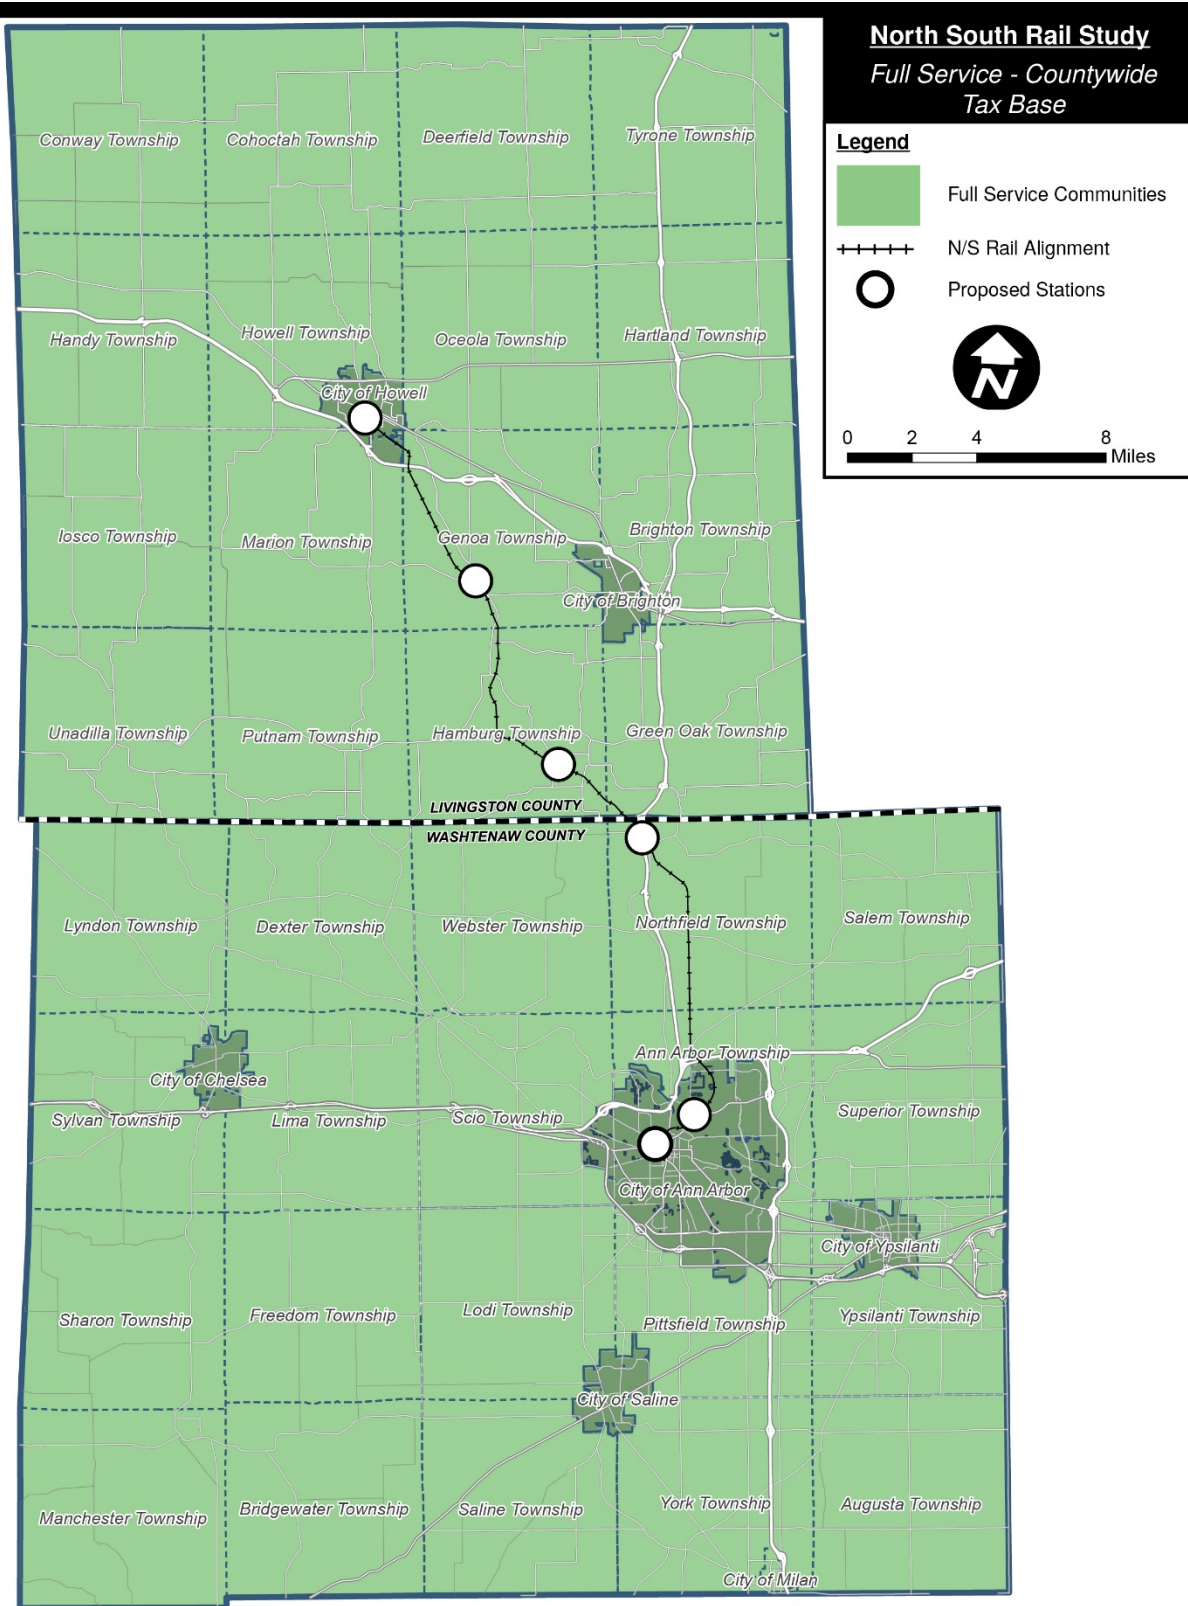 North South Rail Study
Full Service - Countywide
Tax Base
Legend
Full Service Communities
N/S Rail Alignment
Proposed Stations
N
0 2 4 8
Miles
Conway Township
Cohoctah Township
Deerfield Township
Tyrone Township
Handy Township
Howell Township
Oceola Township
Hartland Township
City of Howell
Iosco Township
Marion Township
Genoa Township
Brighton Township
City of Brighton
Unadilla Township
Putnam Township
Hamburg Township
Green Oak Township
LIVINGSTON COUNTY
WASHTENAW COUNTY
Lyndon Township
Dexter Township
Webster Township
Northfield Township
Salem Township
Ann Arbor Township
City of Chelsea
Sylvan Township
Lima Township
Scio Township
Superior Township
City of Ann Arbor
City of Ypsilanti
Sharon Township
Freedom Township
Lodi Township
Pittsfield Township
Ypsilanti Township
City of Saline
Manchester Township
Bridgewater Township
Saline Township
York Township
Augusta Township
City of Milan